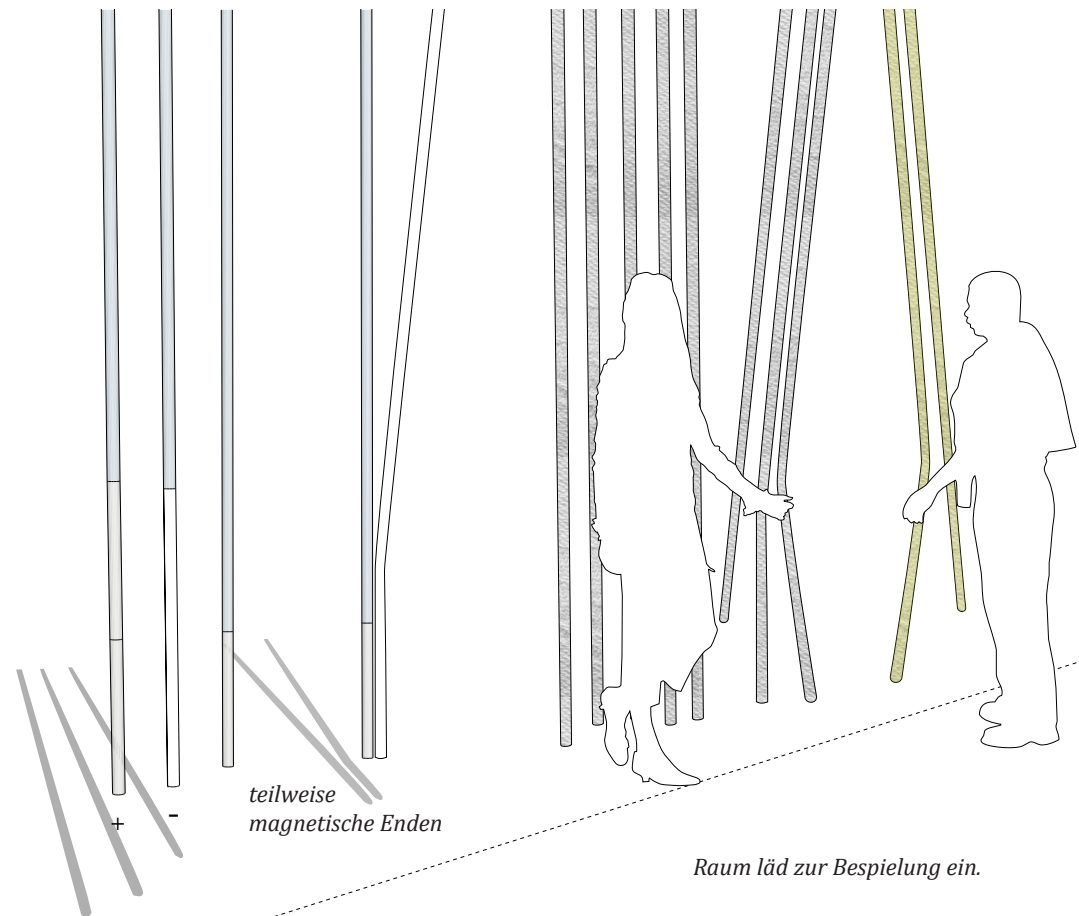 + -
teilweise
magnetische Enden
Raum läd zur Bespielung ein.